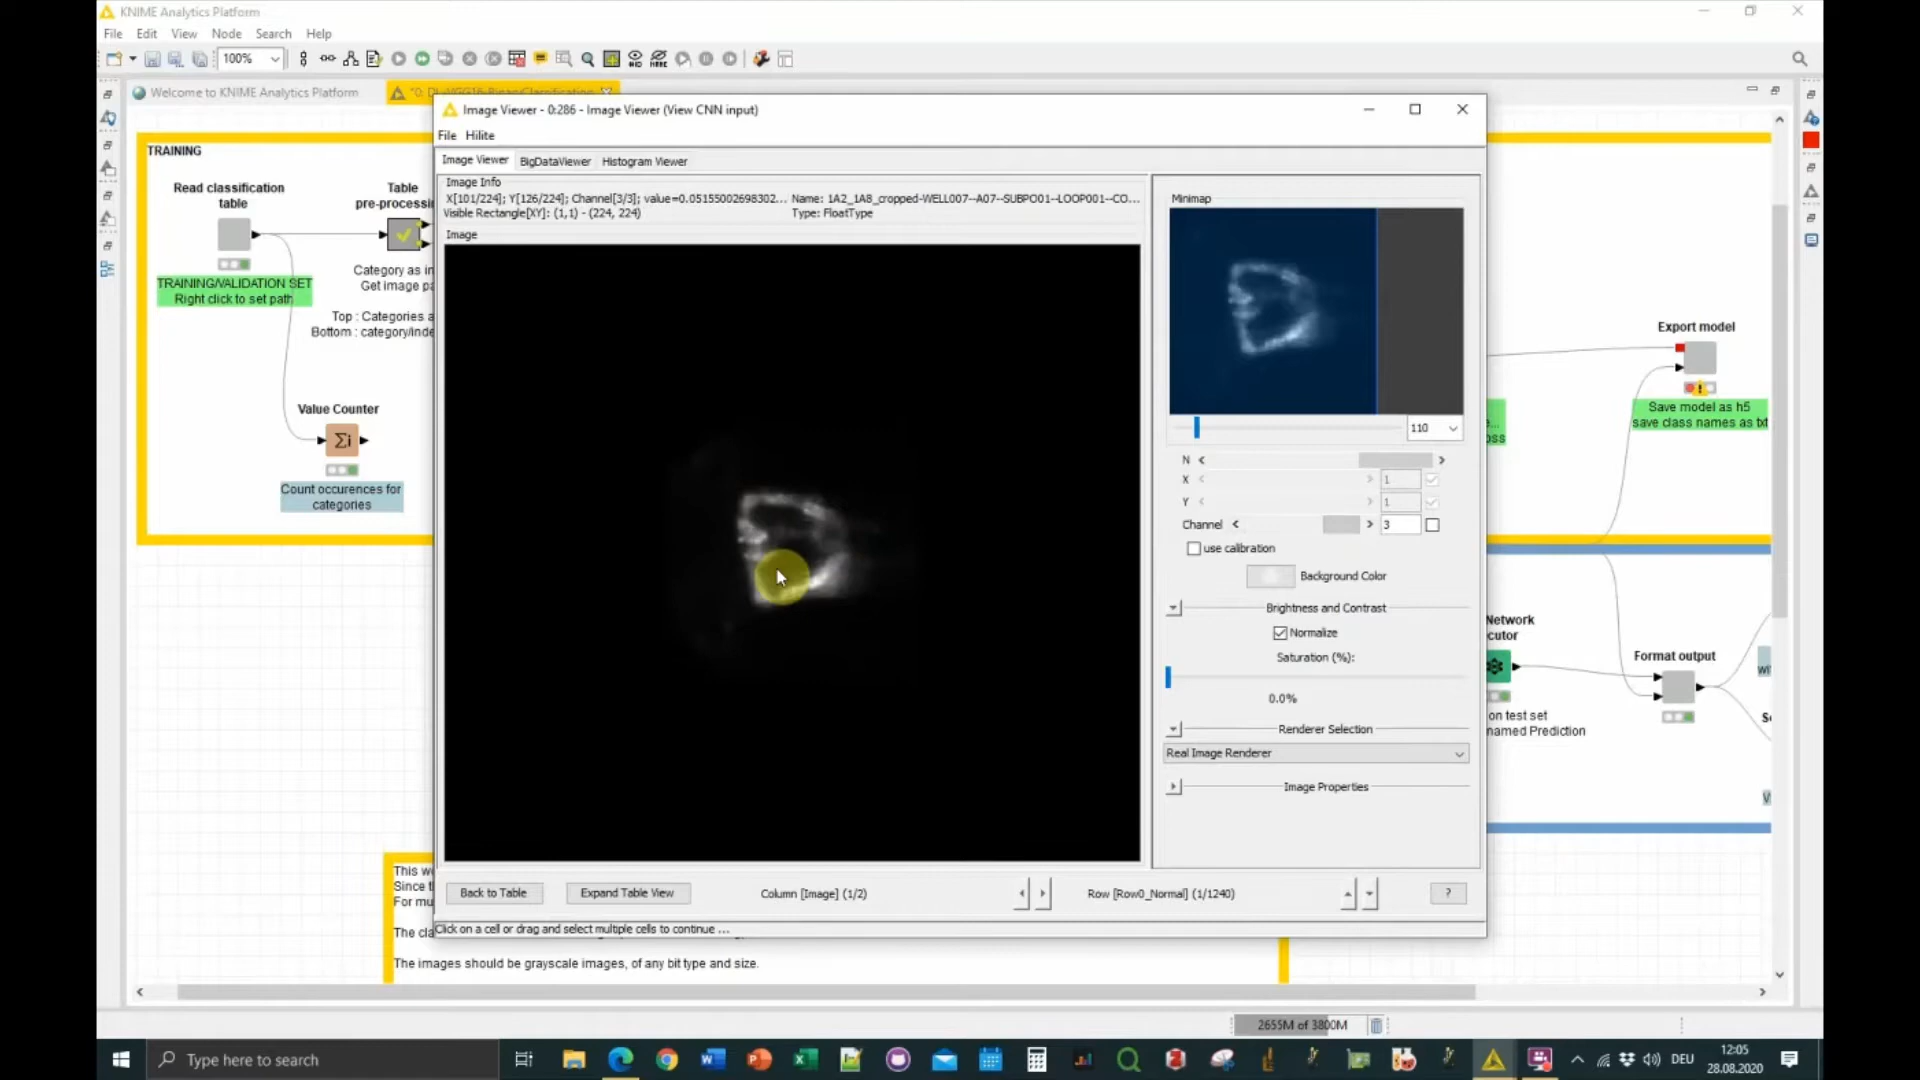 KNIME Analytics Platform
File Edit View Node Search Help
100%
Welcome to KNIME Analytics Platform
TRAINING
Read classification
table
Table
TRAINING/VALIDATION SET
Right click to set path
Category as in
Top : Categories a
Bottom : category/inde
Value Counter
Σi
Count occurences for
categories
Image Viewer - 0:286 - Image Viewer (View CNN input)
File Hilite
Image Viewer BigDataViewer Histogram Viewer
Image Info
X[101/224]; Y[126/224]; Channel[3/3]; value=0.05155002698302... Name: 1A2_1A8_cropped-WELL007--A07--SUBPO01--LOOP001--CO...
Visible Rectangle[XY]: (1,1) - (224, 224) Type: FloatType
Image
Minimap
110
N
X 1
Y 1
Channel 3
use calibration
Background Color
Brightness and Contrast
Normalize
Saturation (%):
0.0%
Renderer Selection
Real Image Renderer
Image Properties
Back to Table Expand Table View Column [Image] (1/2) Row [Row0_Normal] (1/1240) ?
Click on a cell or drag and select multiple cells to continue ...
Export model
Save model as h5
save class names as txt
Network
Format output
on test set
named Prediction
The images should be grayscale images, of any bit type and size.
2655M of 3800M
Type here to search
DEU
12:05
28.08.2020